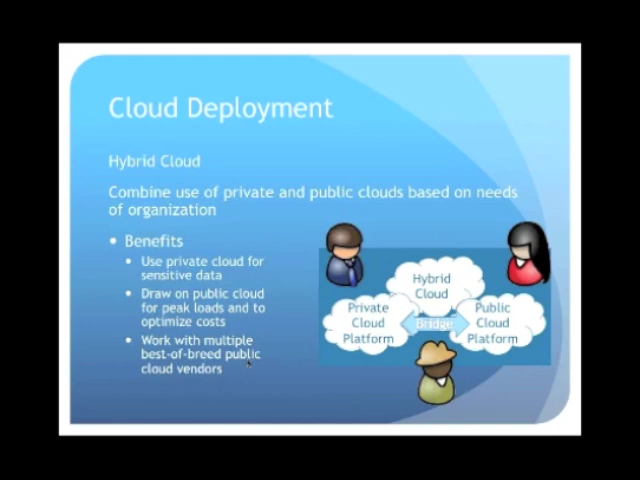 Cloud Deployment
Hybrid Cloud
Combine use of private and public clouds based on needs
of organization
• Benefits
• Use private cloud for
sensitive data
• Draw on public cloud
for peak loads and to
optimize costs
• Work with multiple
best-of-breed public
cloud vendors
Hybrid
Cloud
Private
Cloud
Platform
Bridge
Public
Cloud
Platform